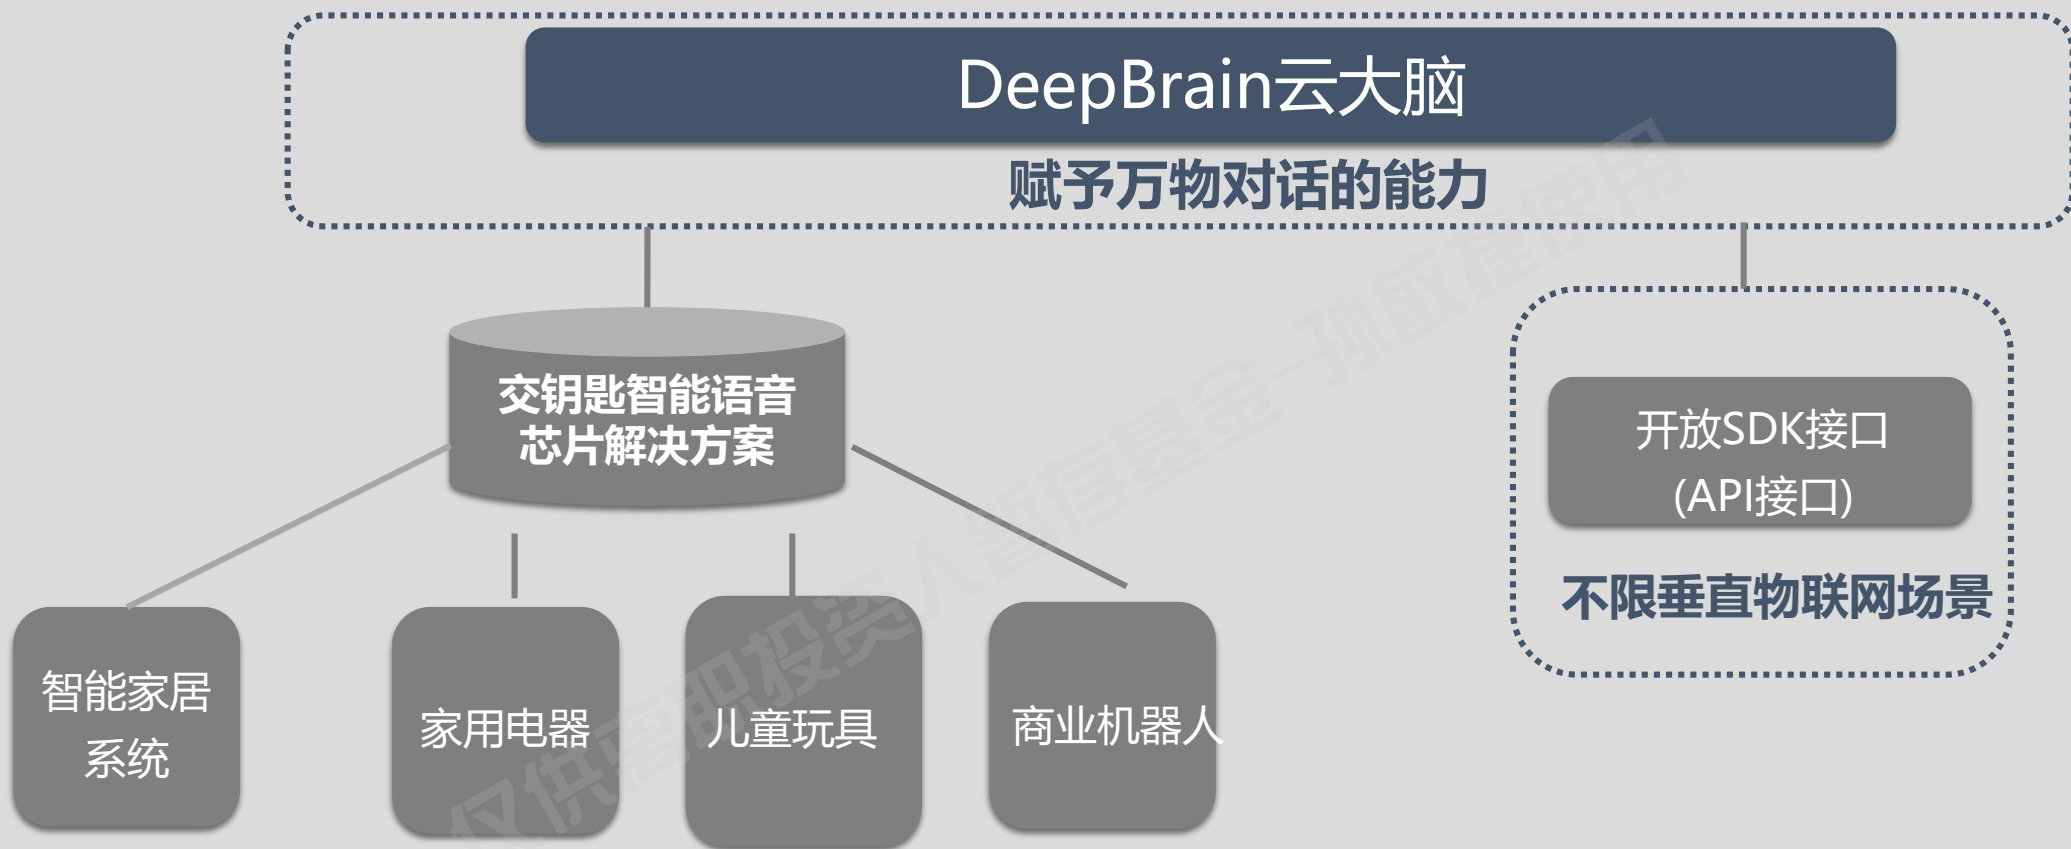 DeepBrain云大脑
赋予万物对话的能力
交钥匙智能语音
芯片解决方案
开放SDK接口
(API接口)
不限垂直物联网场景
智能家居
系统
家用电器
儿童玩具
商业机器人